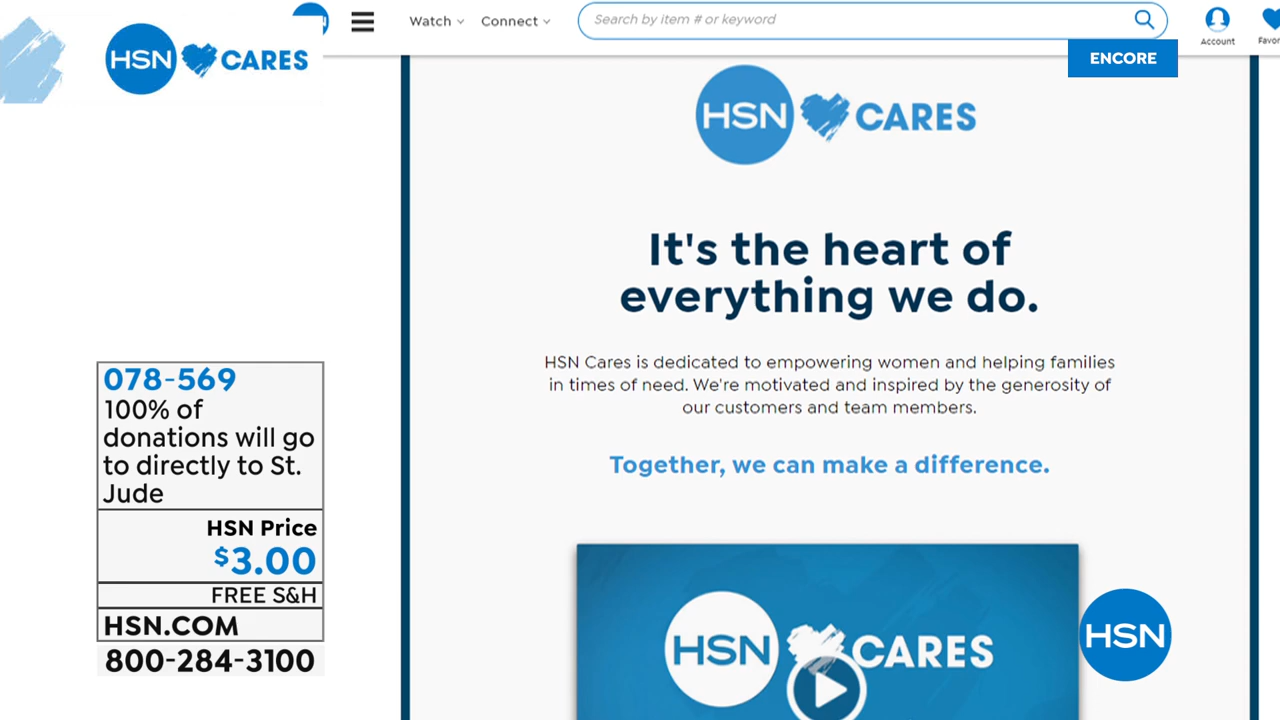 HSN CARES
Watch Connect
Search by item # or keyword
Account
ENCORE
HSN CARES
It's the heart of
everything we do.
HSN Cares is dedicated to empowering women and helping families
in times of need. We're motivated and inspired by the generosity of
our customers and team members.
Together, we can make a difference.
078-569
100% of
donations will go
to directly to St.
Jude
HSN Price
$3.00
FREE S&H
HSN.COM
800-284-3100
HSN CARES
HSN